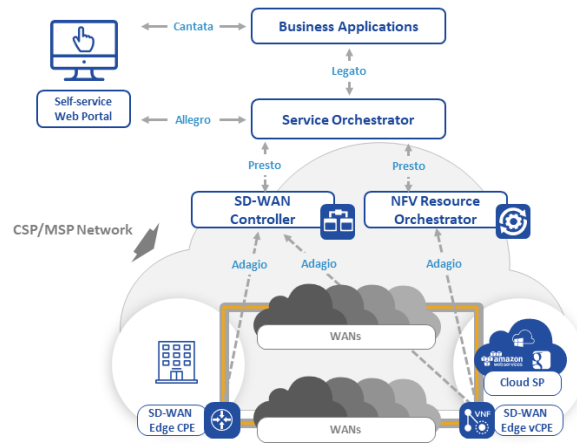 Cantata
Business Applications
Legato
Self-service
Web Portal
Allegro
Service Orchestrator
Presto
Presto
SD-WAN
Controller
NFV Resource
Orchestrator
CSP/MSP Network
Adagio
Adagio
Adagio
WANs
amazon
webservices
Cloud SP
SD-WAN
Edge CPE
WANs
VNF
SD-WAN
Edge vCPE